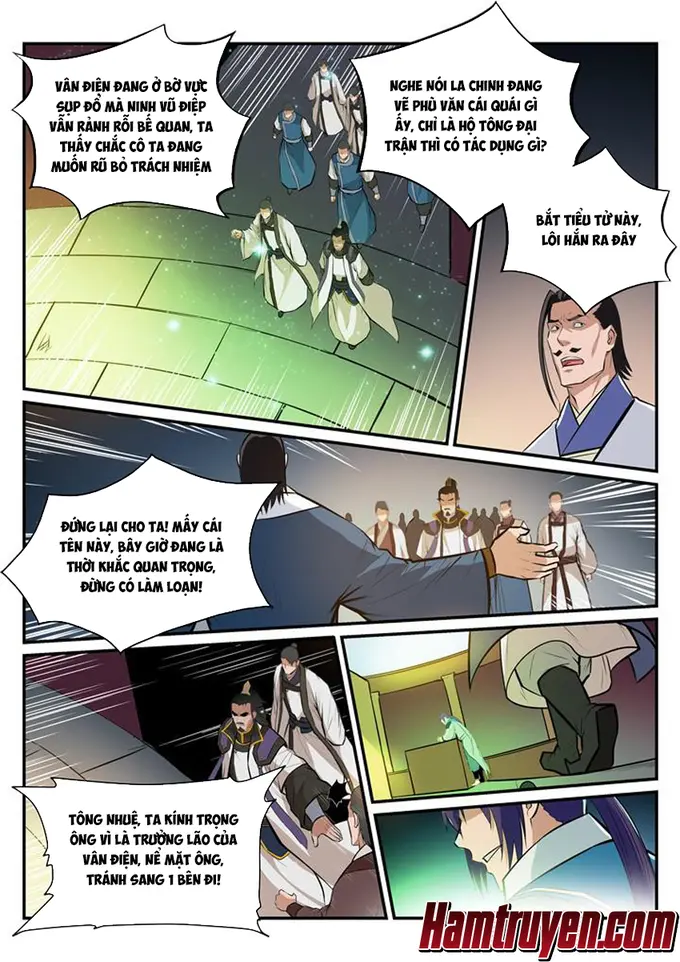 VÂN ĐIỆN ĐANG Ở BỜ VỰC
SỤP ĐỔ MÀ NINH VŨ ĐIỆP
VẪN RẢNH RỖI BẾ QUAN, TA
THẤY CHẮC CÔ TA ĐANG
MUỐN RŨ BỎ TRÁCH NHIỆM
NGHE NÓI LA CHINH ĐANG
VẼ PHÙ VĂN CÁI QUÁI GÌ
ẤY, CHỈ LÀ HỘ TÔNG ĐẠI
TRẬN THÌ CÓ TÁC DỤNG GÌ?
BẮT TIỂU TỬ NÀY,
LÔI HẮN RA ĐÂY
ĐỨNG LẠI CHO TA! MẤY CÁI
TÊN NÀY, BÂY GIỜ ĐANG LÀ
THỜI KHẮC QUAN TRỌNG,
ĐỪNG CÓ LÀM LOẠN!
TÔNG NHUỆ, TA KÍNH TRỌNG
ÔNG VÌ LÀ TRƯỞNG LÃO CỦA
VÂN ĐIỆN, NỂ MẶT ÔNG,
TRÁNH SANG 1 BÊN ĐI!
Hamtruyen.com